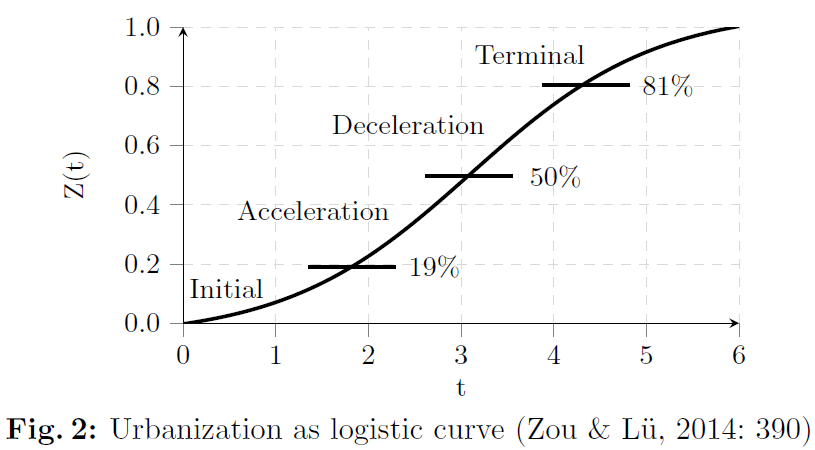 1.0
Terminal
0.8
81%
Deceleration
0.6
Z(t)
50%
0.4
Acceleration
0.2
19%
Initial
0.0
0 1 2 3 4 5 6
t
Fig. 2: Urbanization as logistic curve (Zou & Lü, 2014: 390)